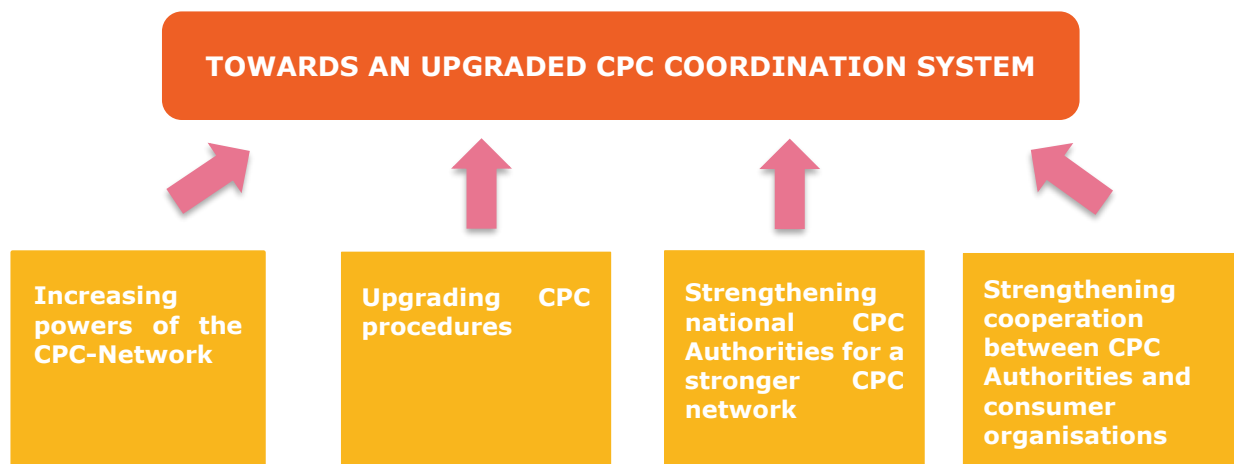 TOWARDS AN UPGRADED CPC COORDINATION SYSTEM
Increasing
powers of the
CPC-Network
Upgrading CPC
procedures
Strengthening
national CPC
Authorities for a
stronger CPC
network
Strengthening
cooperation
between CPC
Authorities and
consumer
organisations